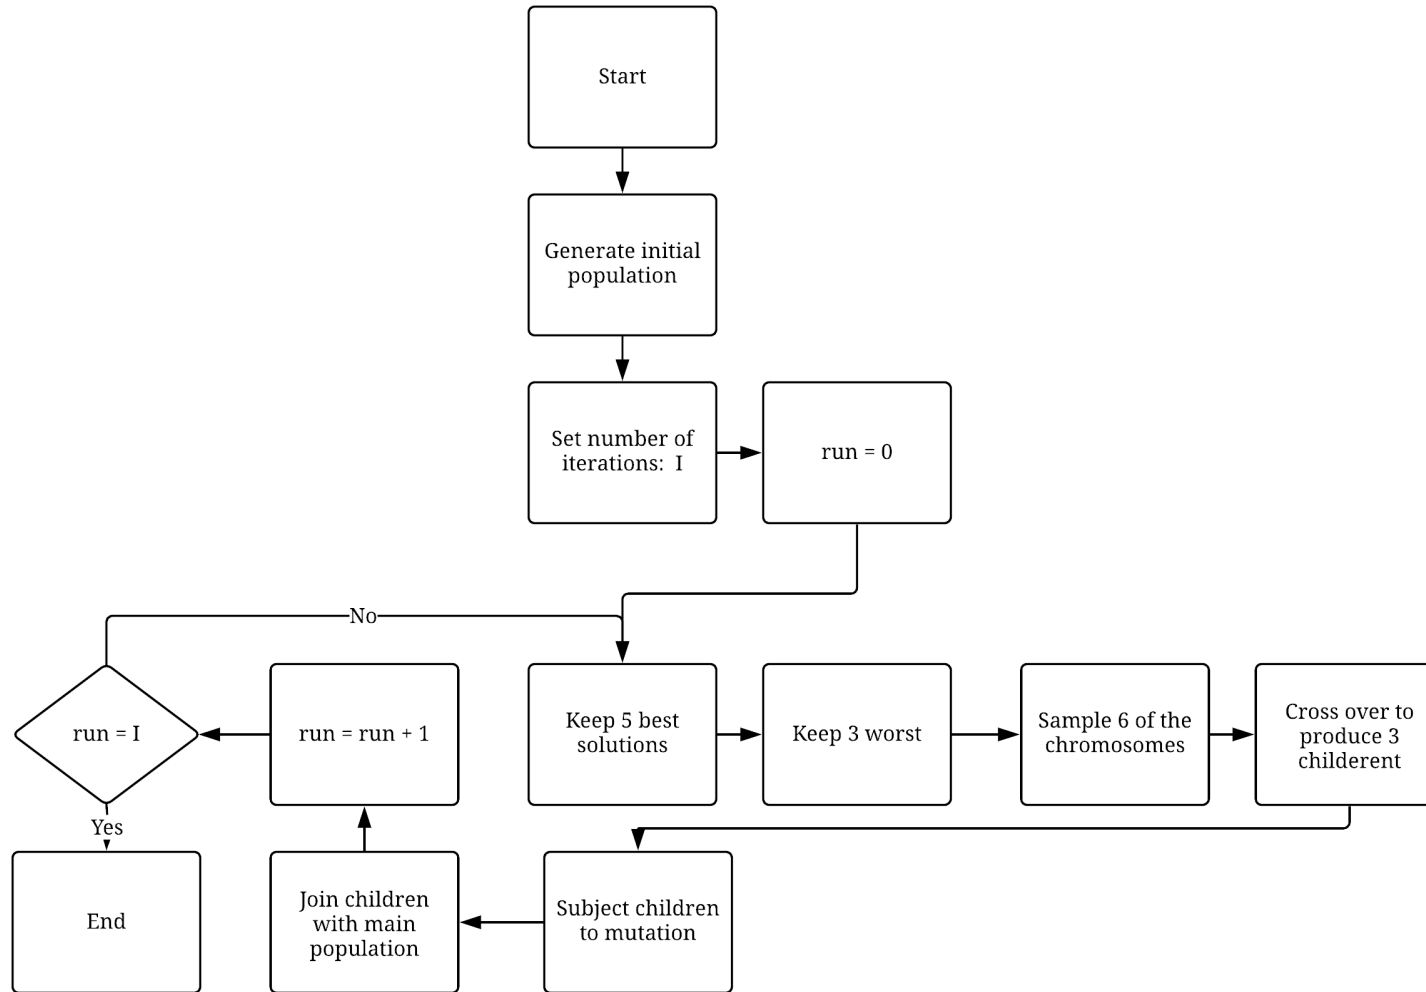 Start
Generate initial
population
Set number of
iterations:  I
run = 0
No
run = I
run = run + 1
Keep 5 best
solutions
Keep 3 worst
Sample 6 of the
chromosomes
Cross over to
produce 3
childerent
Yes
End
Join children
with main
population
Subject children
to mutation